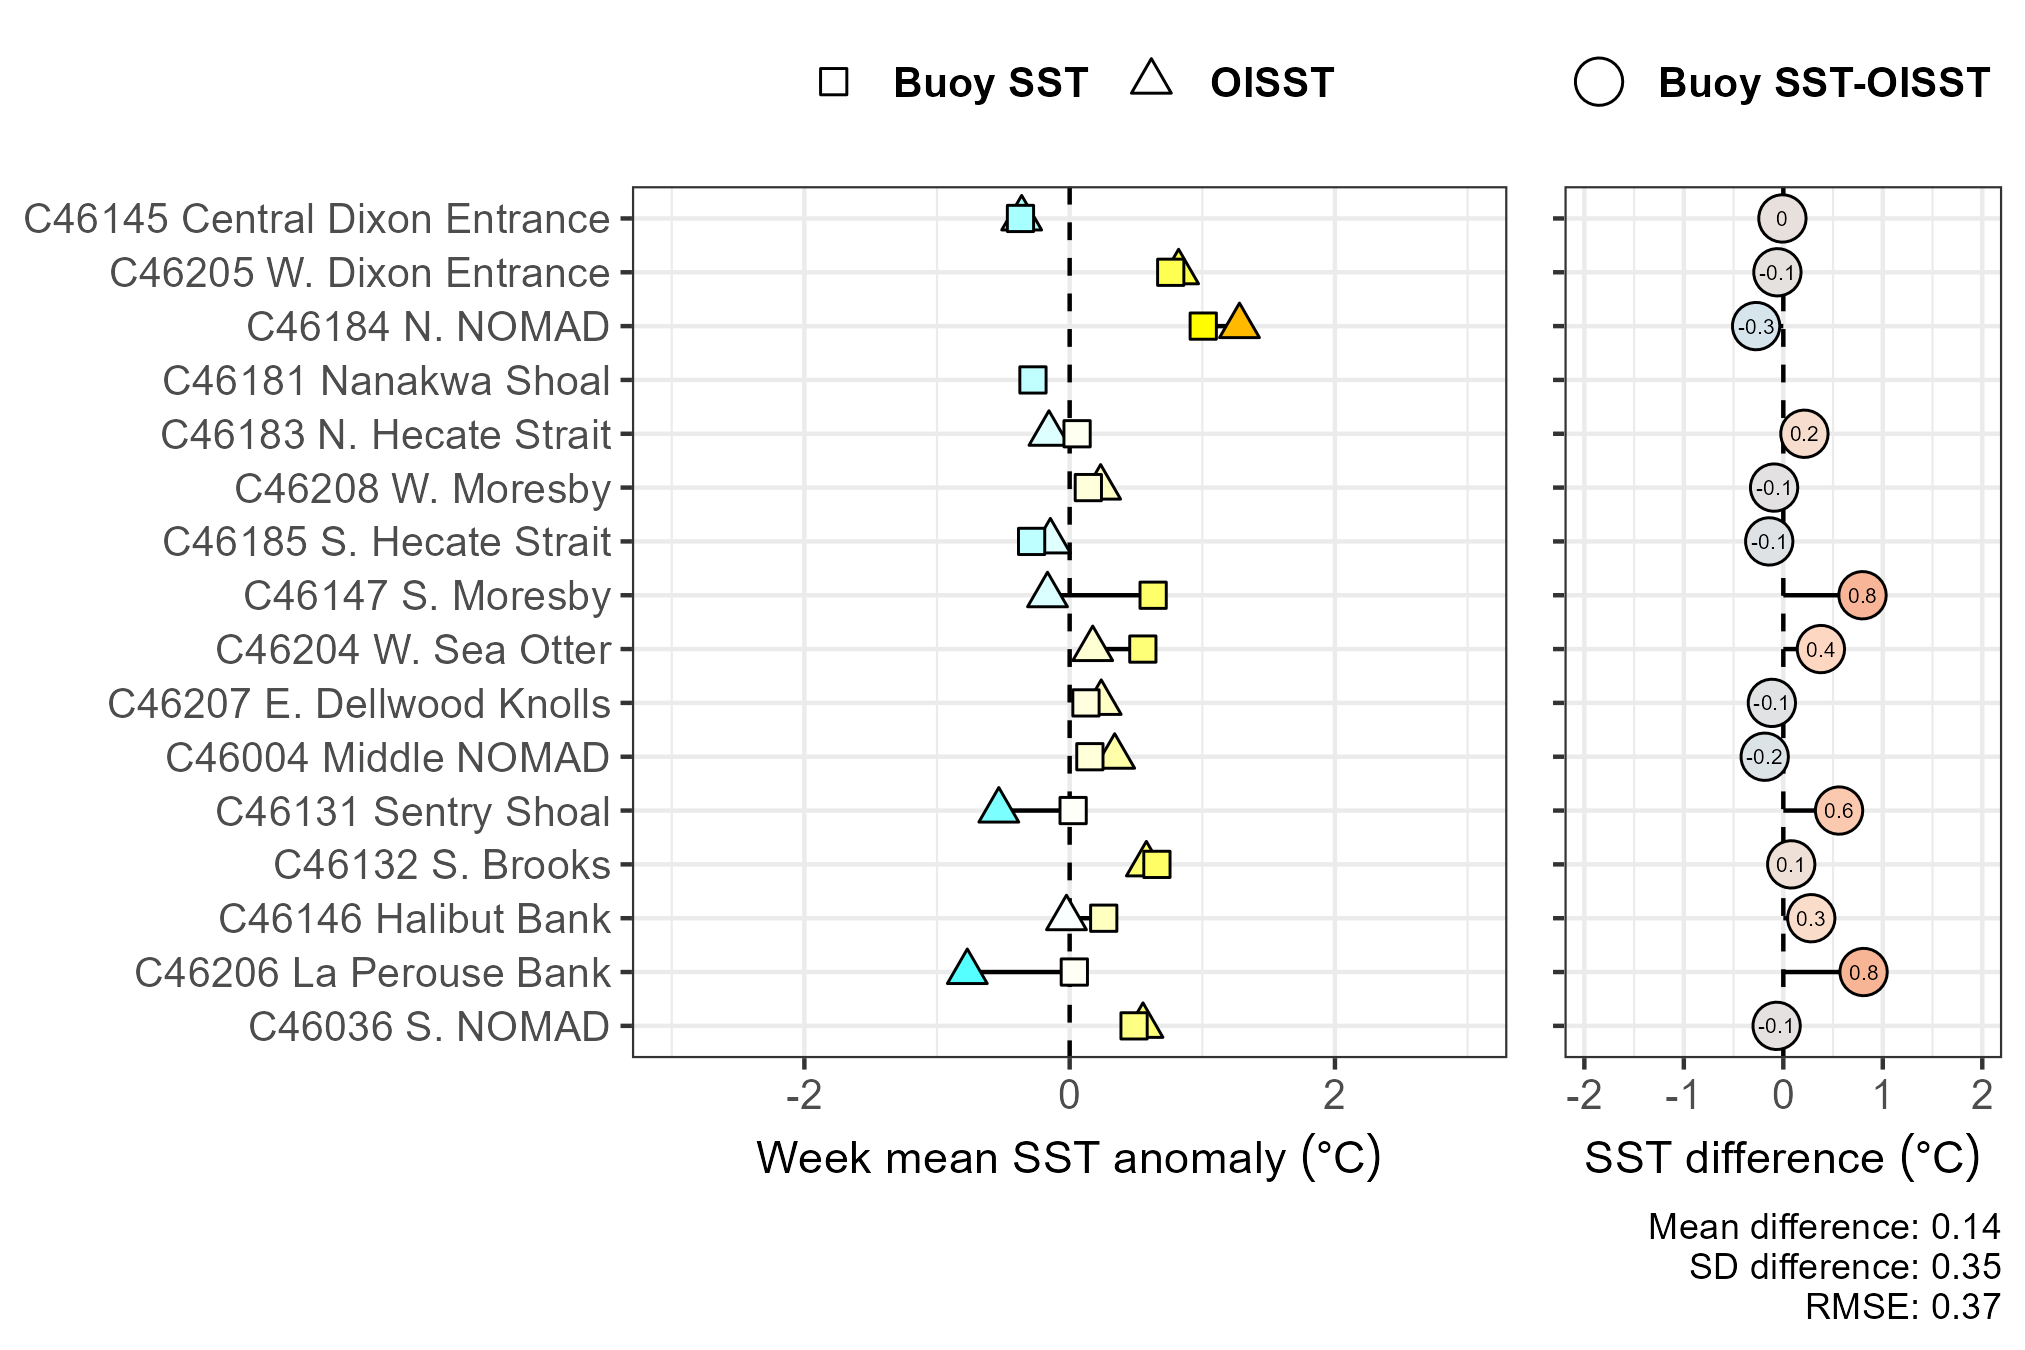 Buoy SST OISST Buoy SST-OISST
C46145 Central Dixon Entrance 0
C46205 W. Dixon Entrance -0.1
C46184 N. NOMAD -0.3
C46181 Nanakwa Shoal
C46183 N. Hecate Strait 0.2
C46208 W. Moresby -0.1
C46185 S. Hecate Strait -0.1
C46147 S. Moresby 0.8
C46204 W. Sea Otter 0.4
C46207 E. Dellwood Knolls -0.1
C46004 Middle NOMAD -0.2
C46131 Sentry Shoal 0.6
C46132 S. Brooks 0.1
C46146 Halibut Bank 0.3
C46206 La Perouse Bank 0.8
C46036 S. NOMAD -0.1
-2 0 2 -2 -1 0 1 2
Week mean SST anomaly (°C) SST difference (°C)
Mean difference: 0.14
SD difference: 0.35
RMSE: 0.37